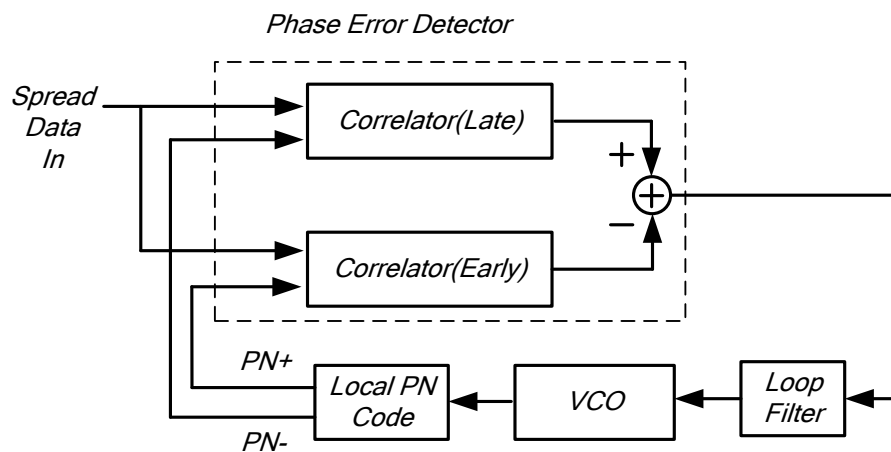 Phase Error Detector
Spread
Data
In
Correlator(Late)
+
+
−
Correlator(Early)
PN+
PN-
Local PN
Code
VCO
Loop
Filter